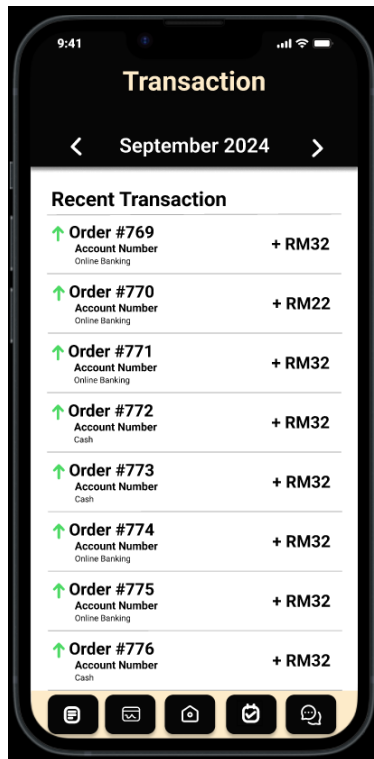 9:41
Transaction
September 2024
Recent Transaction
Order #769
Account Number
Online Banking
+ RM32
Order #770
Account Number
Online Banking
+ RM22
Order #771
Account Number
Online Banking
+ RM32
Order #772
Account Number
Cash
+ RM32
Order #773
Account Number
Cash
+ RM32
Order #774
Account Number
Online Banking
+ RM32
Order #775
Account Number
Online Banking
+ RM32
Order #776
Account Number
Cash
+ RM32